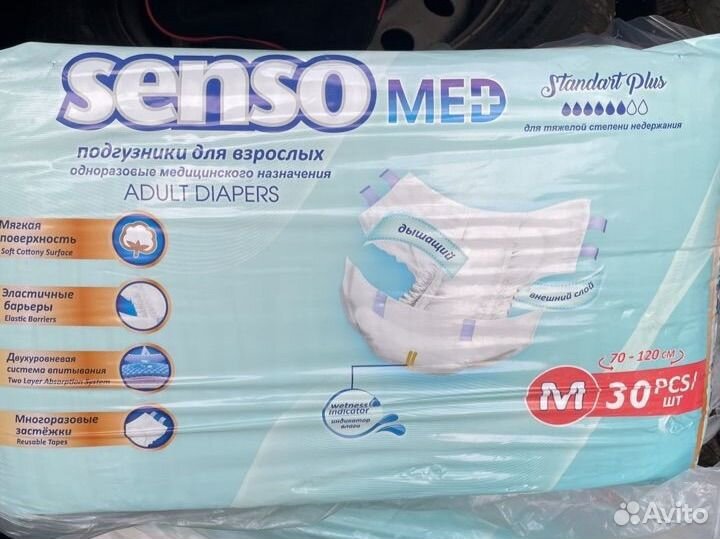 senso MED
Standart Plus
для тяжелой степени недержания
подгузники для взрослых
одноразовые медицинского назначения
ADULT DIAPERS
Мягкая
поверхность
Soft Cottony Surface
Эластичные
барьеры
Elastic Barriers
Двухуровневая
система впитывания
Two Layer Absorption System
Многоразовые
застёжки
Reusable Tapes
дышащий
внешний слой
wetness
indicator
индикатор
влаги
70 - 120 см
M 30 PCS/
шт
Avito